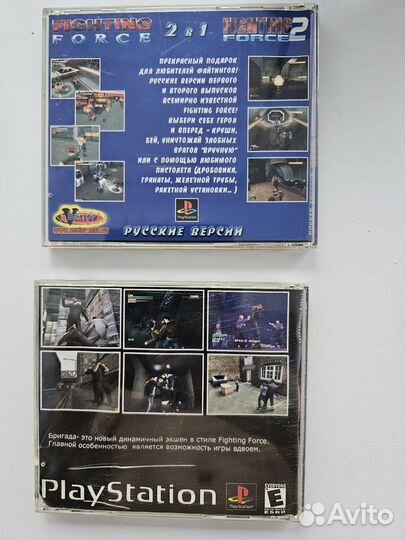 FIGHTING FORCE 2 в 1 FIGHTING FORCE 2
ПРЕКРАСНЫЙ ПОДАРОК
ДЛЯ ЛЮБИТЕЛЕЙ ФАЙТИНГОВ!
РУССКИЕ ВЕРСИИ ПЕРВОГО
И ВТОРОГО ВЫПУСКОВ
ВСЕМИРНО ИЗВЕСТНОЙ
FIGHTING FORCE!
ВЫБЕРИ СЕБЕ ГЕРОЯ
И ВПЕРЕД - КРУШИ,
БЕЙ, УНИЧТОЖАЙ ЗЛОБНЫХ
ВРАГОВ "ВРУЧНУЮ"
ИЛИ С ПОМОЩЬЮ ЛЮБИМОГО
ПИСТОЛЕТА (ДРОБОВИКА,
ГРАНАТЫ, ЖЕЛЕЗНОЙ ТРУБЫ,
РАКЕТНОЙ УСТАНОВКИ...)
PlayStation
РУССКИЕ ВЕРСИИ
Бригада- это новый динамичный экшен в стиле Fighting Force.
Главной особенностью является возможность игры вдвоем.
PlayStation
PlayStation
EVERYONE
E
ESRB
Avito